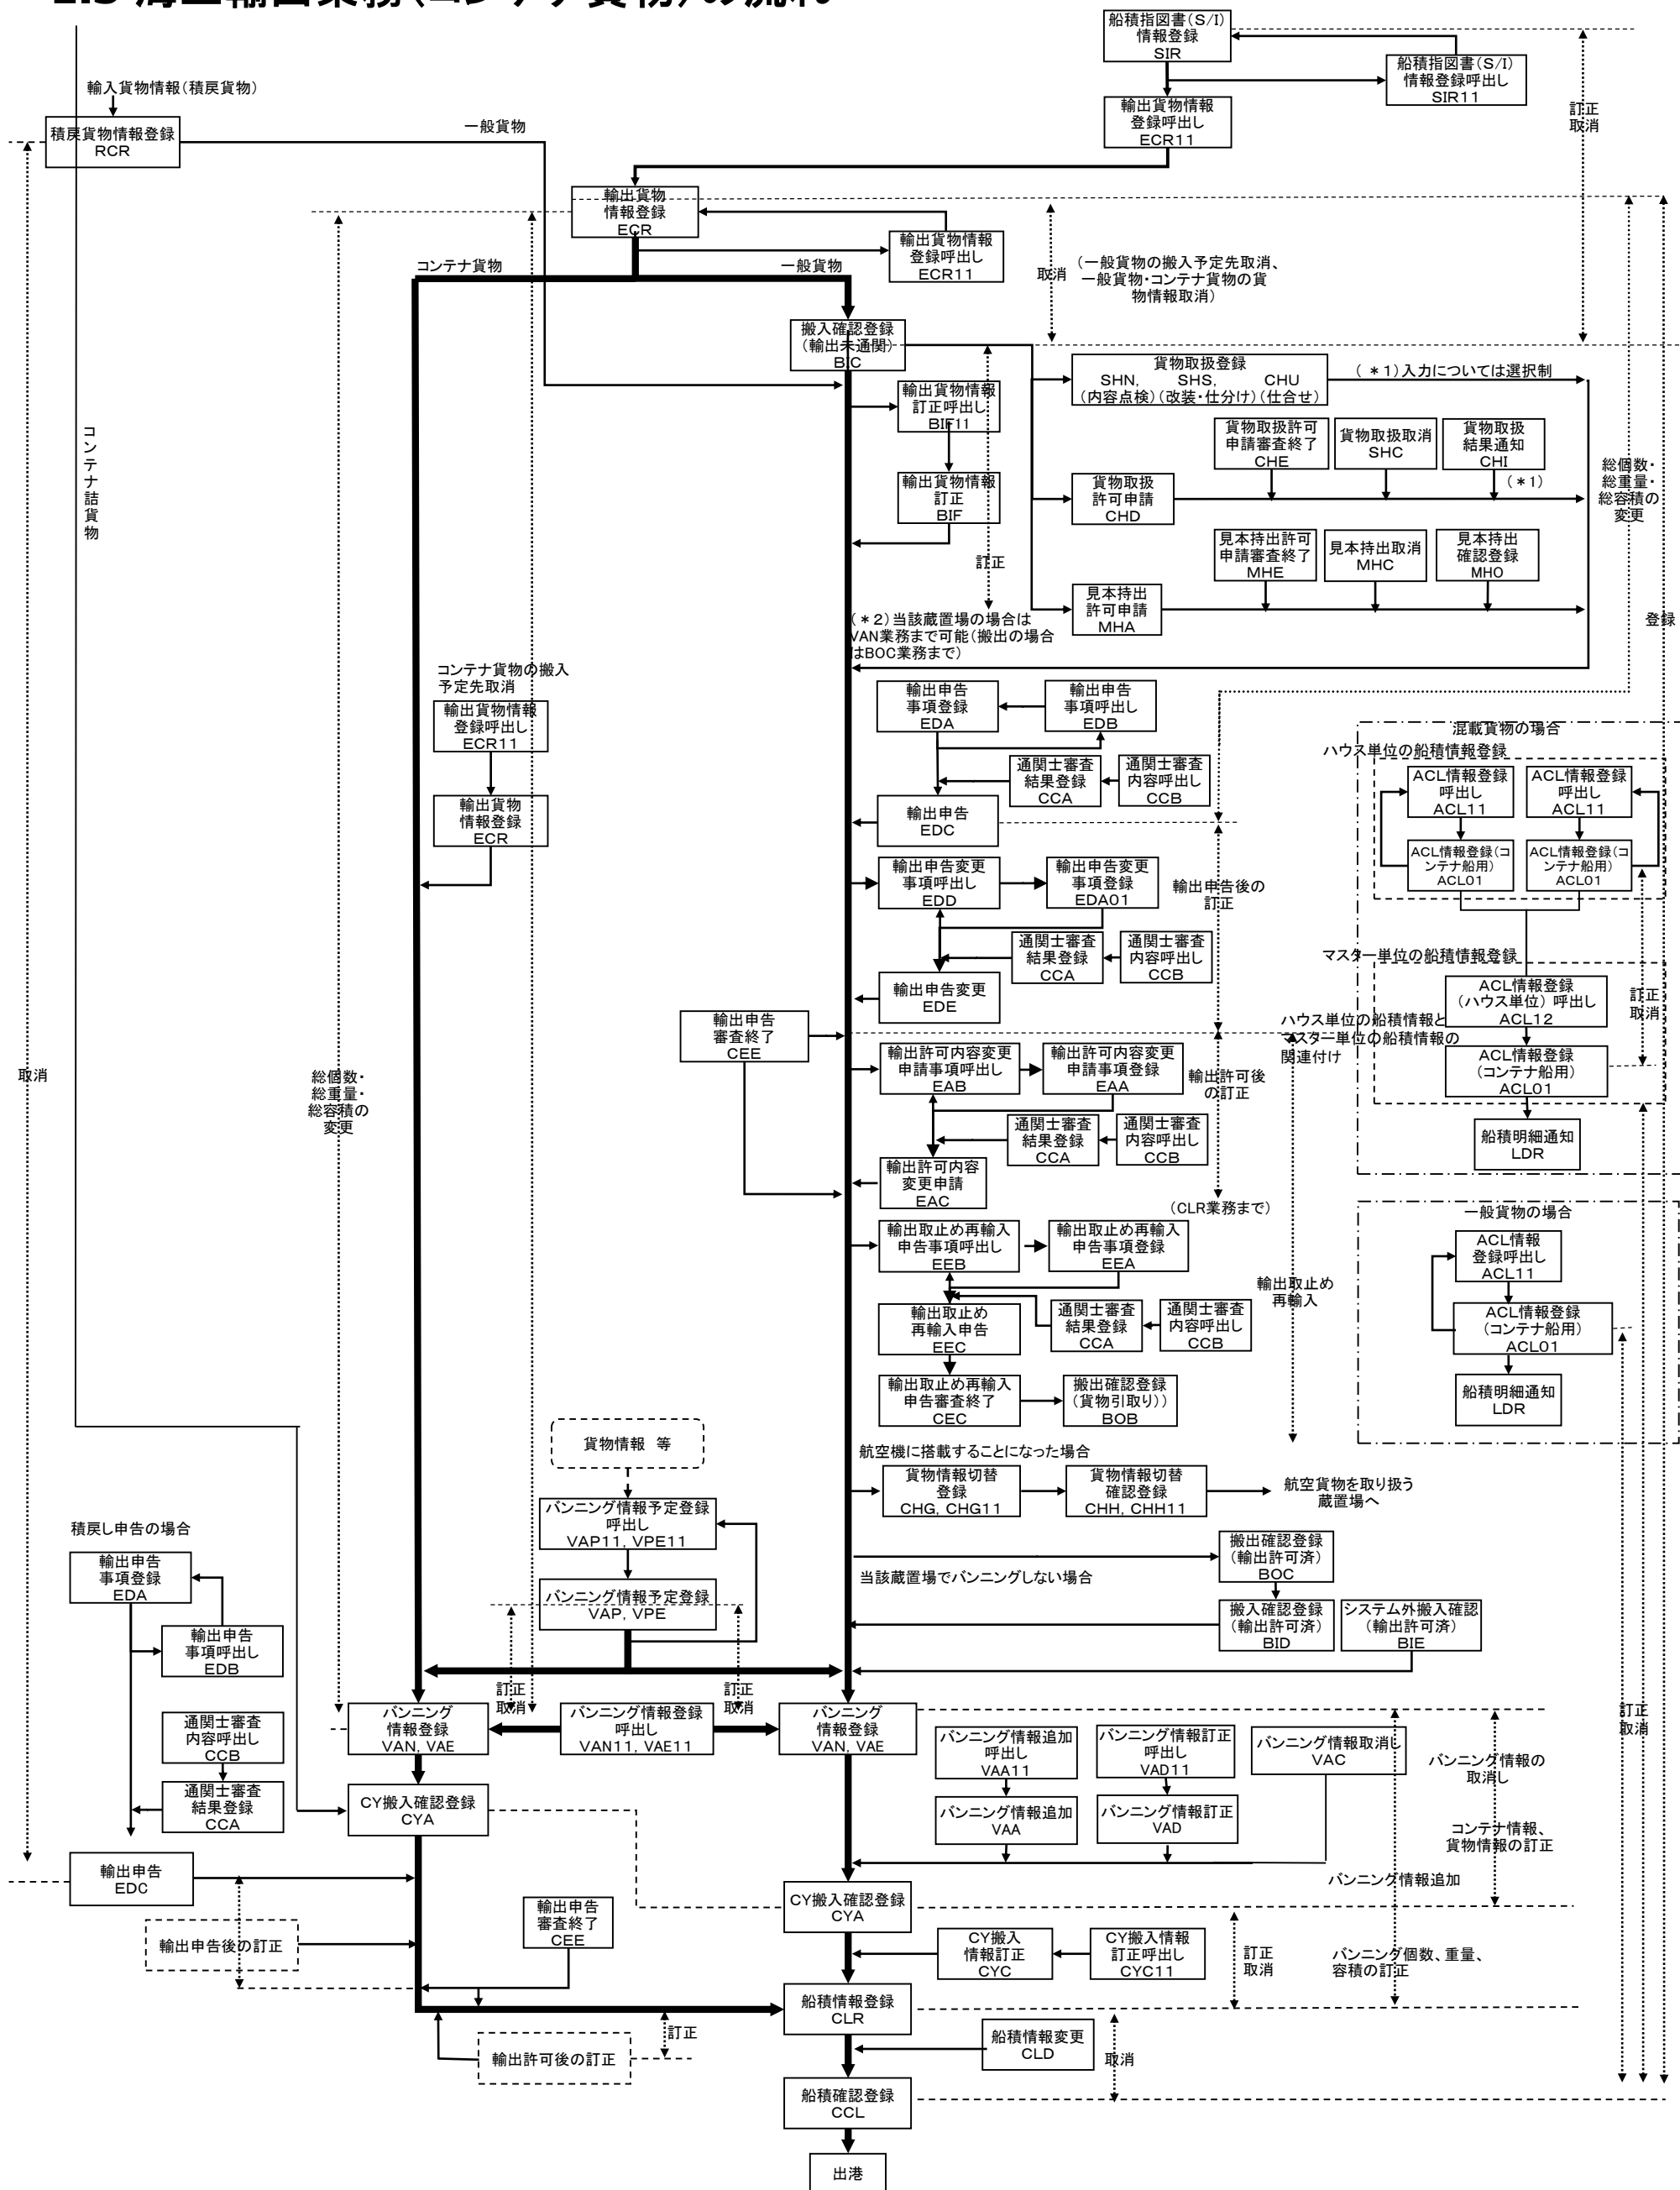 船積指図書(S/I)
情報登録
SIR
船積指図書(S/I)
情報登録呼出し
SIR11
訂正
取消
輸出貨物情報
登録呼出し
ECR11
輸入貨物情報(積戻貨物)
積戻貨物情報登録
RCR
一般貨物
輸出貨物
情報登録
ECR
輸出貨物情報
登録呼出し
ECR11
コンテナ貨物
一般貨物
取消
(一般貨物の搬入予定先取消、
一般貨物・コンテナ貨物の貨
物情報取消)
搬入確認登録
(輸出未通関)
BIC
貨物取扱登録
SHN, SHS, CHU
(内容点検)(改装・仕分け)(仕合せ)
(*1)入力については選択制
輸出貨物情報
訂正呼出し
BIF11
コンテナ詰貨物
貨物取扱許可
申請審査終了
CHE
貨物取扱取消
SHC
貨物取扱
結果通知
CHI
(*1)
総個数・
総重量・
総容積の
変更
輸出貨物情報
訂正
BIF
貨物取扱
許可申請
CHD
訂正
見本持出許可
申請審査終了
MHE
見本持出取消
MHC
見本持出
確認登録
MHO
見本持出
許可申請
MHA
登録
(*2)当該蔵置場の場合は
VAN業務まで可能(搬出の場合
はBOC業務まで)
コンテナ貨物の搬入
予定先取消
輸出貨物情報
登録呼出し
ECR11
輸出貨物
情報登録
ECR
輸出申告
事項登録
EDA
輸出申告
事項呼出し
EDB
通関士審査
結果登録
CCA
通関士審査
内容呼出し
CCB
輸出申告
EDC
混載貨物の場合
ハウス単位の船積情報登録
ACL情報登録
呼出し
ACL11
ACL情報登録
呼出し
ACL11
ACL情報登録(コ
ンテナ船用)
ACL01
ACL情報登録(コ
ンテナ船用)
ACL01
輸出申告変更
事項呼出し
EDD
輸出申告変更
事項登録
EDA01
輸出申告後の
訂正
通関士審査
結果登録
CCA
通関士審査
内容呼出し
CCB
輸出申告変更
EDE
マスター単位の船積情報登録
ACL情報登録
(ハウス単位)呼出し
ACL12
訂正
取消
輸出申告
審査終了
CEE
ハウス単位の船積情報と
マスター単位の船積情報の
関連付け
ACL情報登録
(コンテナ船用)
ACL01
取消
総個数・
総重量・
総容積の
変更
輸出許可内容変更
申請事項呼出し
EAB
輸出許可内容変更
申請事項登録
EAA
輸出許可後
の訂正
通関士審査
結果登録
CCA
通関士審査
内容呼出し
CCB
船積明細通知
LDR
輸出許可内容
変更申請
EAC
(CLR業務まで)
一般貨物の場合
輸出取止め再輸入
申告事項呼出し
EEB
輸出取止め再輸入
申告事項登録
EEA
ACL情報
登録呼出し
ACL11
輸出取止め
再輸入
輸出取止め
再輸入申告
EEC
通関士審査
結果登録
CCA
通関士審査
内容呼出し
CCB
ACL情報登録
(コンテナ船用)
ACL01
輸出取止め再輸入
申告審査終了
CEC
搬出確認登録
(貨物引取り))
BOB
船積明細通知
LDR
貨物情報 等
航空機に搭載することになった場合
貨物情報切替
登録
CHG, CHG11
貨物情報切替
確認登録
CHH, CHH11
航空貨物を取り扱う
蔵置場へ
バンニング情報予定登録
呼出し
VAP11, VPE11
積戻し申告の場合
輸出申告
事項登録
EDA
搬出確認登録
(輸出許可済)
BOC
当該蔵置場でバンニングしない場合
バンニング情報予定登録
VAP, VPE
搬入確認登録
(輸出許可済)
BID
システム外搬入確認
(輸出許可済)
BIE
輸出申告
事項呼出し
EDB
訂正
取消
訂正
取消
バンニング
情報登録
VAN, VAE
バンニング情報登録
呼出し
VAN11, VAE11
バンニング
情報登録
VAN, VAE
訂正
取消
通関士審査
内容呼出し
CCB
バンニング情報追加
呼出し
VAA11
バンニング情報訂正
呼出し
VAD11
バンニング情報取消し
VAC
バンニング情報の
取消し
通関士審査
結果登録
CCA
CY搬入確認登録
CYA
バンニング情報追加
VAA
バンニング情報訂正
VAD
コンテナ情報、
貨物情報の訂正
輸出申告
EDC
バンニング情報追加
CY搬入確認登録
CYA
輸出申告
審査終了
CEE
輸出申告後の訂正
CY搬入
情報訂正
CYC
CY搬入情報
訂正呼出し
CYC11
訂正
取消
バンニング個数、重量、
容積の訂正
船積情報登録
CLR
訂正
輸出許可後の訂正
船積情報変更
CLD
取消
船積確認登録
CCL
出港